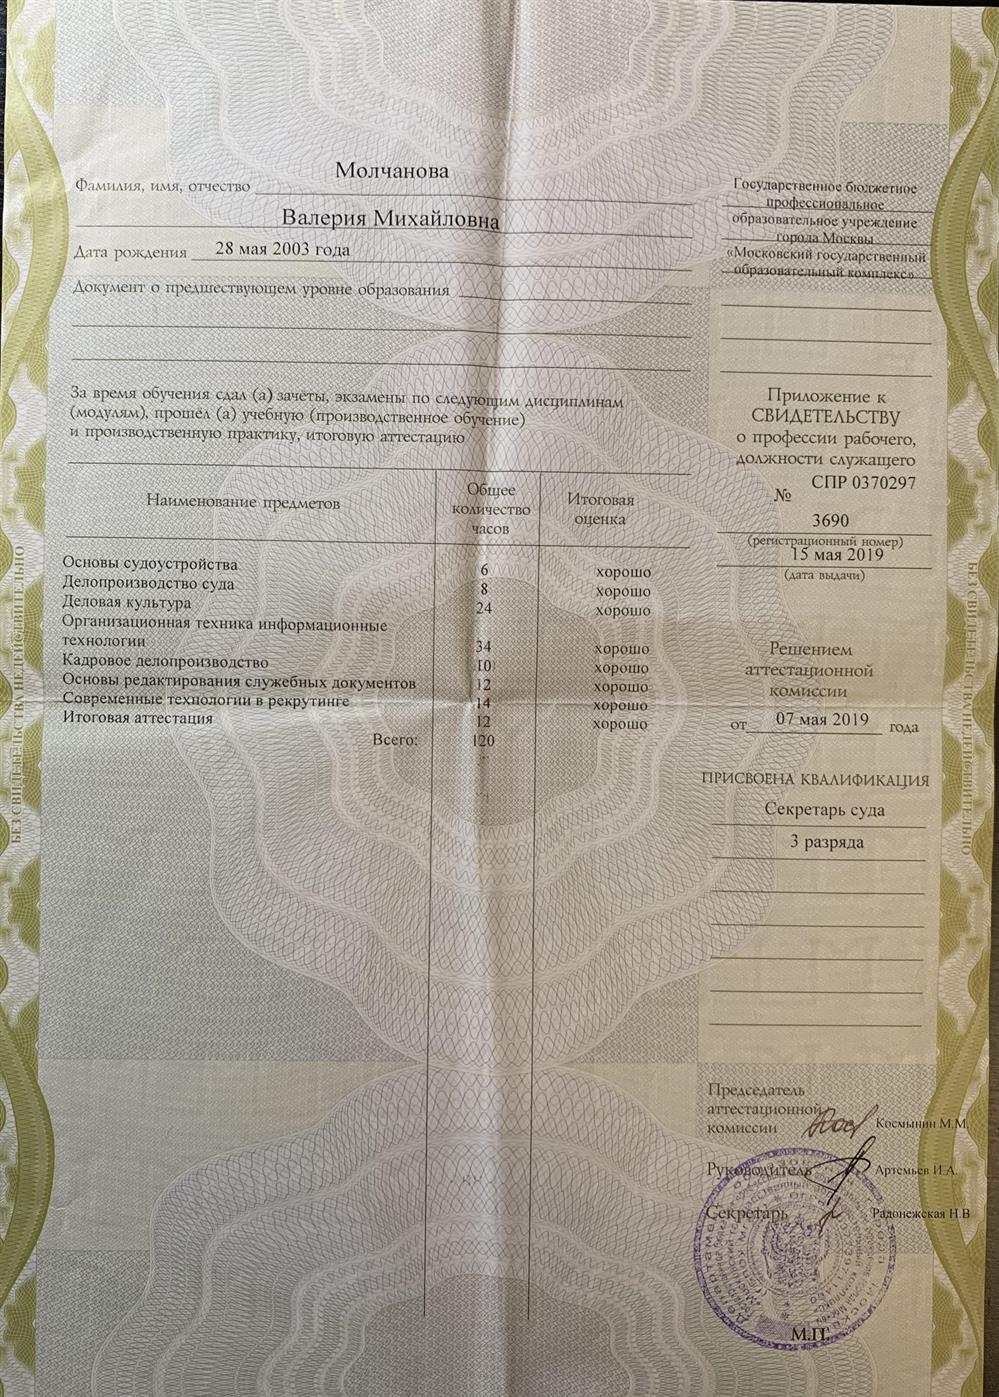 Фамилия, имя, отчество Молчанова
Валерия Михайловна
Дата рождения 28 мая 2003 года
Документ о предшествующем уровне образования
За время обучения сдал (а) зачёты, экзамены по следующим дисциплинам
(модулям), прошёл (а) учебную (производственное обучение)
и производственную практику, итоговую аттестацию
Наименование предметов
Общее
количество
часов
Итоговая
оценка
Основы судоустройства 6 хорошо
Делопроизводство суда 8 хорошо
Деловая культура 24 хорошо
Организационная техника информационные
технологии 34 хорошо
Кадровое делопроизводство 10 хорошо
Основы редактирования служебных документов 12 хорошо
Современные технологии в рекрутинге 14 хорошо
Итоговая аттестация 12 хорошо
Всего: 120
Государственное бюджетное
профессиональное
образовательное учреждение
города Москвы
«Московский государственный
образовательный комплекс»
Приложение к
СВИДЕТЕЛЬСТВУ
о профессии рабочего,
должности служащего
№ СПР 0370297
3690
(регистрационный номер)
15 мая 2019
(дата выдачи)
Решением
аттестационной
комиссии
от 07 мая 2019 года
ПРИСВОЕНА КВАЛИФИКАЦИЯ
Секретарь суда
3 разряда
Председатель
аттестационной
комиссии Космынин М.М.
Руководитель Артемьев И.А.
Секретарь Радонежская Н.В
М.П.
БЕЗ СВИДЕТЕЛЬСТВА НЕДЕЙСТВИТЕЛЬНО
БЕЗ СВИДЕТЕЛЬСТВА НЕДЕЙСТВИТЕЛЬНО